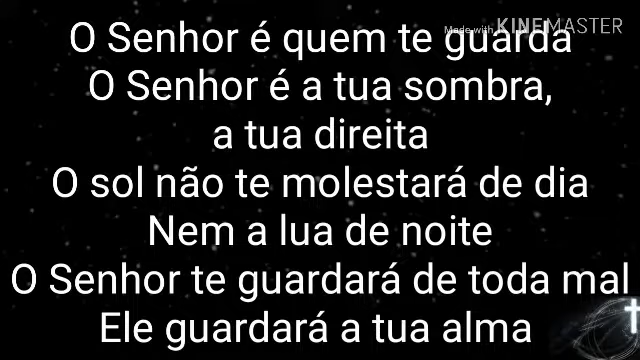 Made with KINEMASTER
O Senhor é quem te guarda
O Senhor é a tua sombra,
a tua direita
O sol não te molestará de dia
Nem a lua de noite
O Senhor te guardará de toda mal
Ele guardará a tua alma